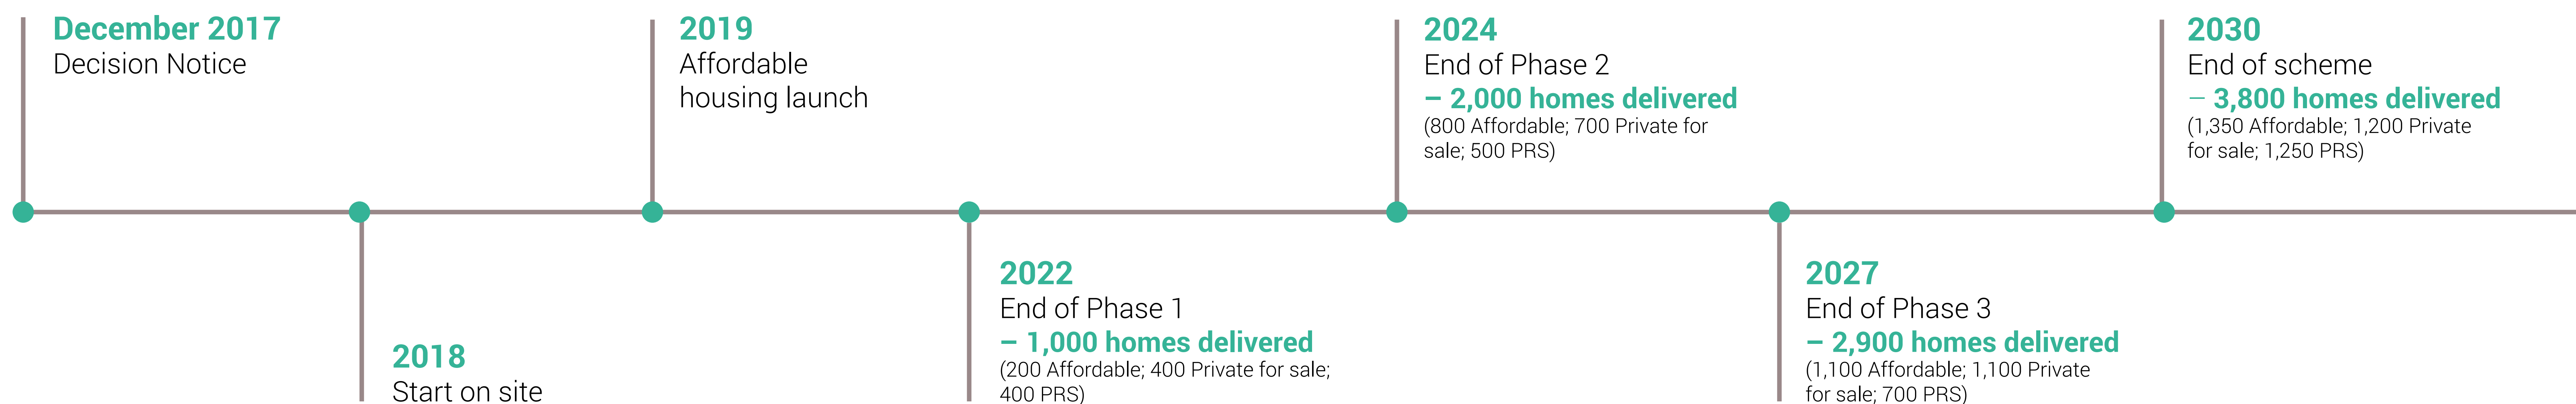 December 2017
Decision Notice
2018
Start on site
2019
Affordable
housing launch
2022
End of Phase 1
– 1,000 homes delivered
(200 Affordable; 400 Private for sale;
400 PRS)
2024
End of Phase 2
– 2,000 homes delivered
(800 Affordable; 700 Private for
sale; 500 PRS)
2027
End of Phase 3
– 2,900 homes delivered
(1,100 Affordable; 1,100 Private
for sale; 700 PRS)
2030
End of scheme
– 3,800 homes delivered
(1,350 Affordable; 1,200 Private
for sale; 1,250 PRS)